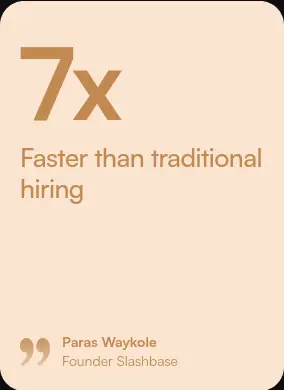 7x
Faster than traditional
hiring
Paras Waykole
Founder Slashbase